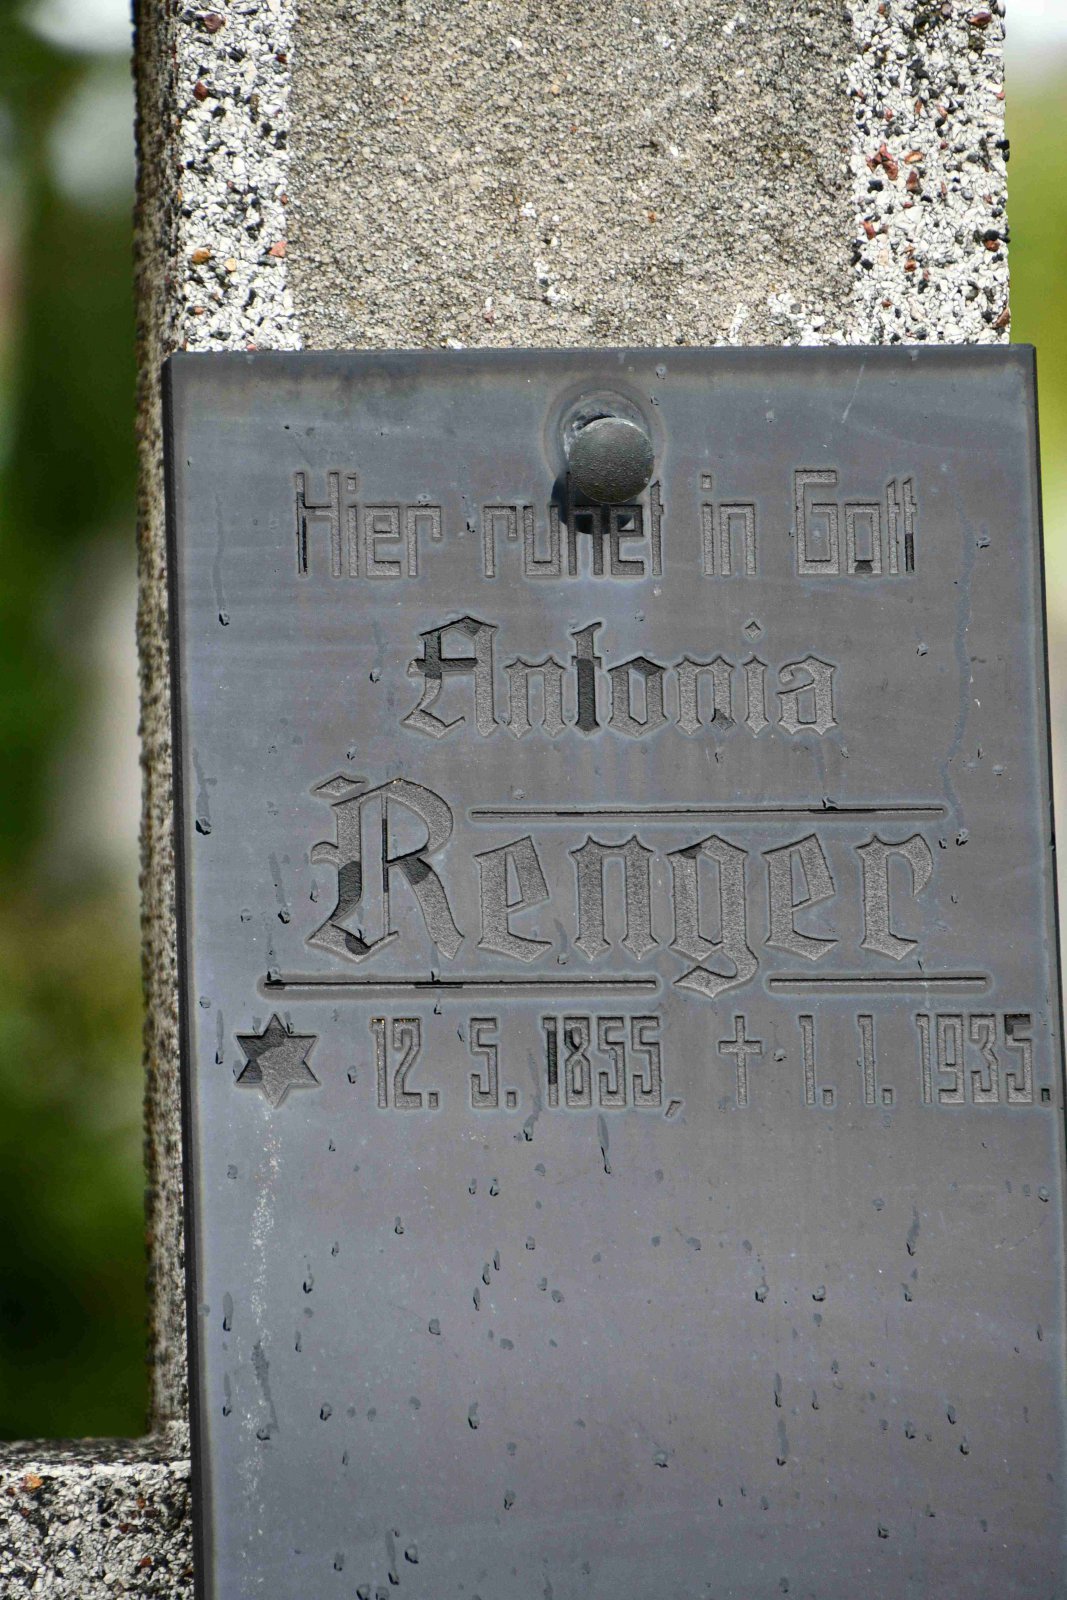 Hier ruhet in Gott
Antonia
Renger
✶ 12. 5. 1855, † 1. 1. 1935.